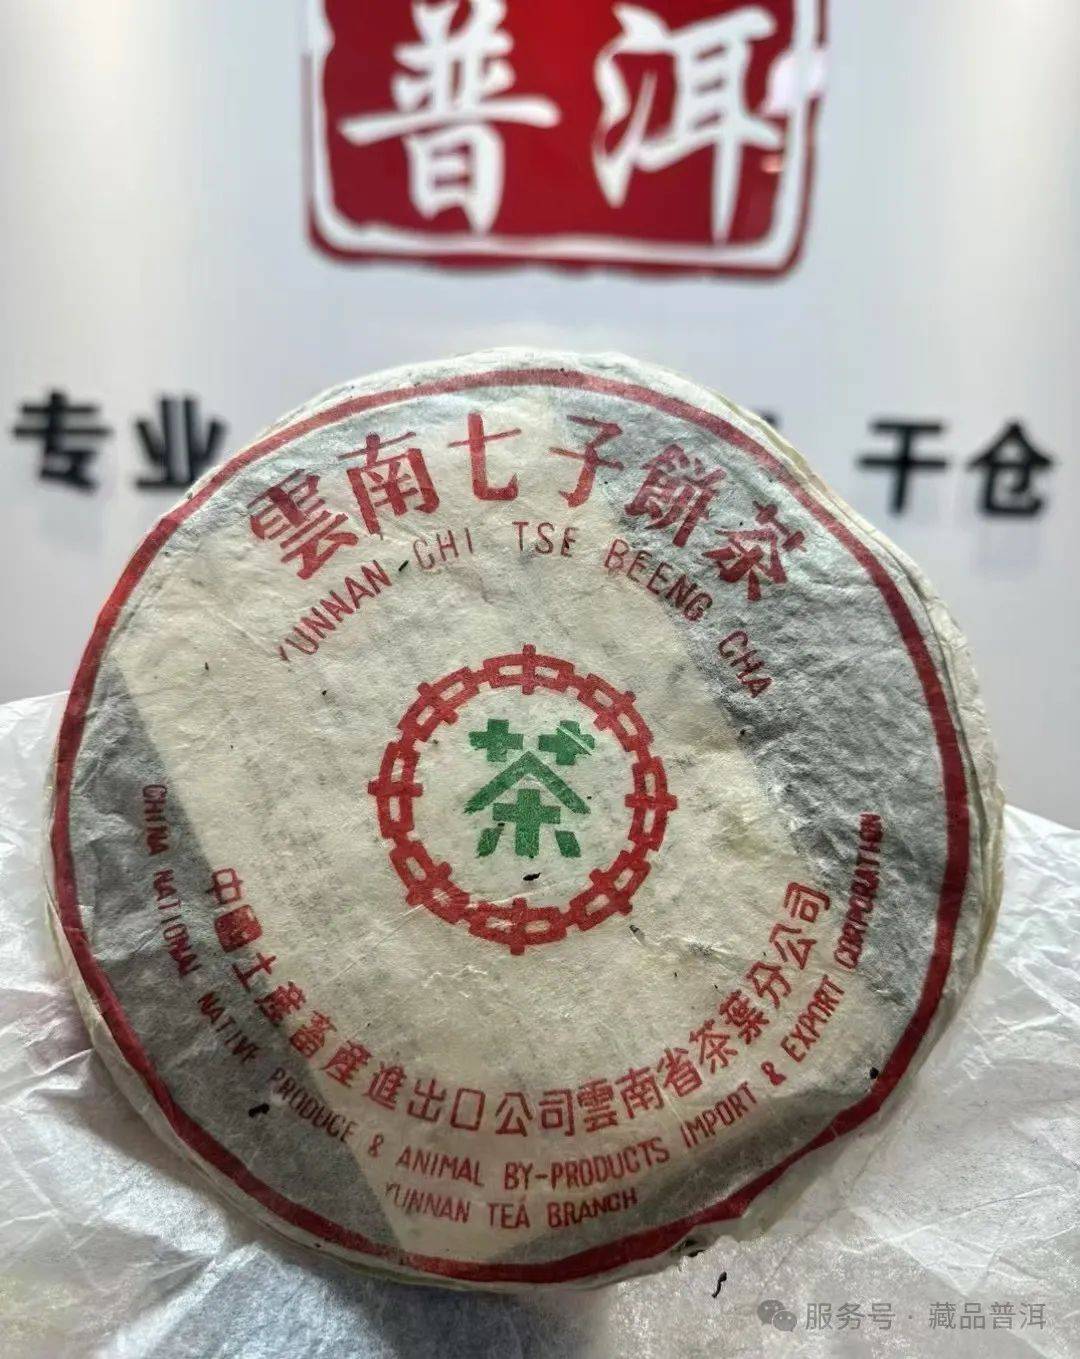 普洱
专业
干仓
雲南七子餅茶
YUNNAN CHI TSE BEENG CHA
茶
中國土產畜產進出口公司雲南省茶葉分公司
CHINA NATIONAL NATIVE PRODUCE & ANIMAL BY-PRODUCTS IMPORT & EXPORT CORPORATION
YUNNAN TEA BRANCH
服务号 · 藏品普洱